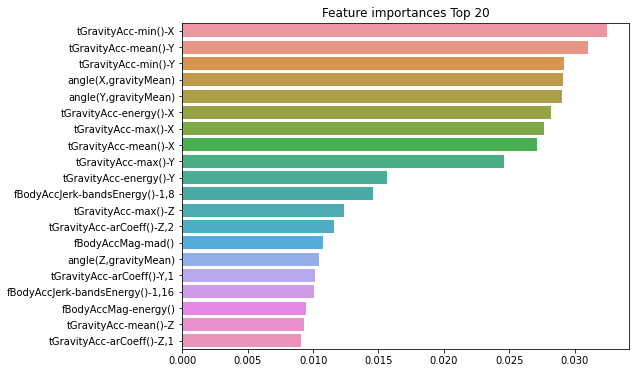 Feature importances Top 20
tGravityAcc-min()-X
tGravityAcc-mean()-Y
tGravityAcc-min()-Y
angle(X,gravityMean)
angle(Y,gravityMean)
tGravityAcc-energy()-X
tGravityAcc-max()-X
tGravityAcc-mean()-X
tGravityAcc-max()-Y
tGravityAcc-energy()-Y
fBodyAccJerk-bandsEnergy()-1,8
tGravityAcc-max()-Z
tGravityAcc-arCoeff()-Z,2
fBodyAccMag-mad()
angle(Z,gravityMean)
tGravityAcc-arCoeff()-Y,1
fBodyAccJerk-bandsEnergy()-1,16
fBodyAccMag-energy()
tGravityAcc-mean()-Z
tGravityAcc-arCoeff()-Z,1
0.000 0.005 0.010 0.015 0.020 0.025 0.030